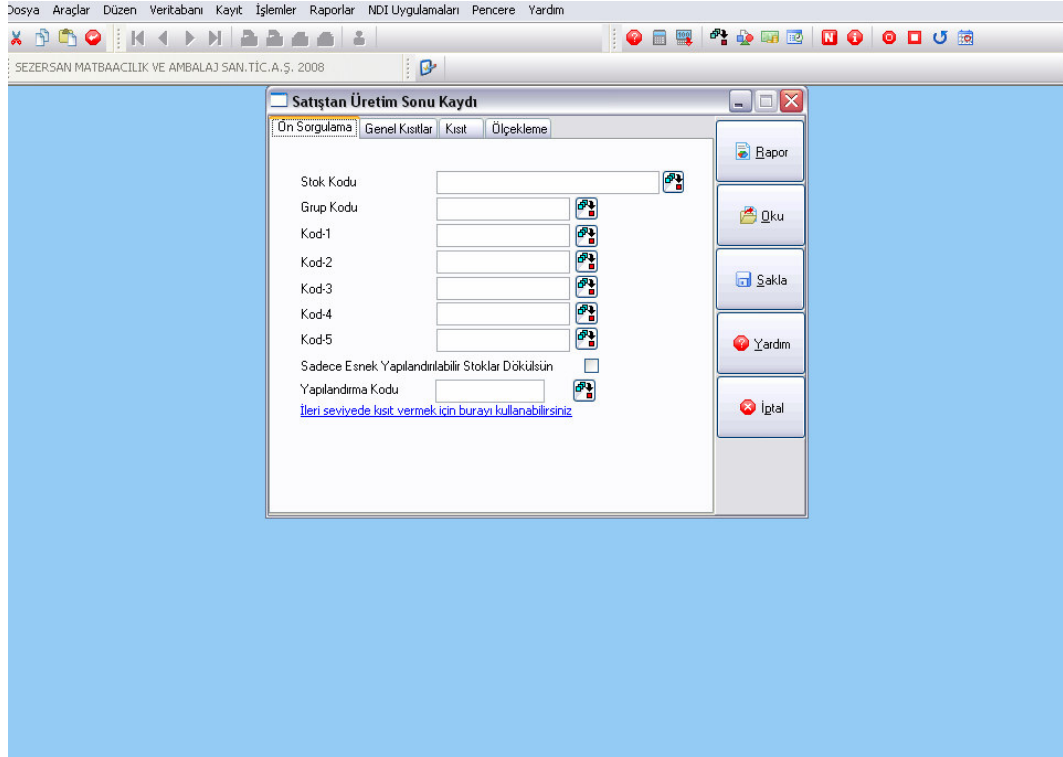 Dosya Araçlar Düzen Veritabanı Kayıt İşlemler Raporlar NDI Uygulamaları Pencere Yardım
SEZERSAN MATBAACILIK VE AMBALAJ SAN.TİC.A.Ş. 2008
Satıştan Üretim Sonu Kaydı
Ön Sorgulama Genel Kısıtlar Kısıt Ölçekleme
Rapor
Stok Kodu
Grup Kodu
Oku
Kod-1
Kod-2
Sakla
Kod-3
Kod-4
Kod-5
Yardım
Sadece Esnek Yapılandırılabilir Stoklar Dökülsün
Yapılandırma Kodu
İleri seviyede kısıt vermek için burayı kullanabilirsiniz
İptal